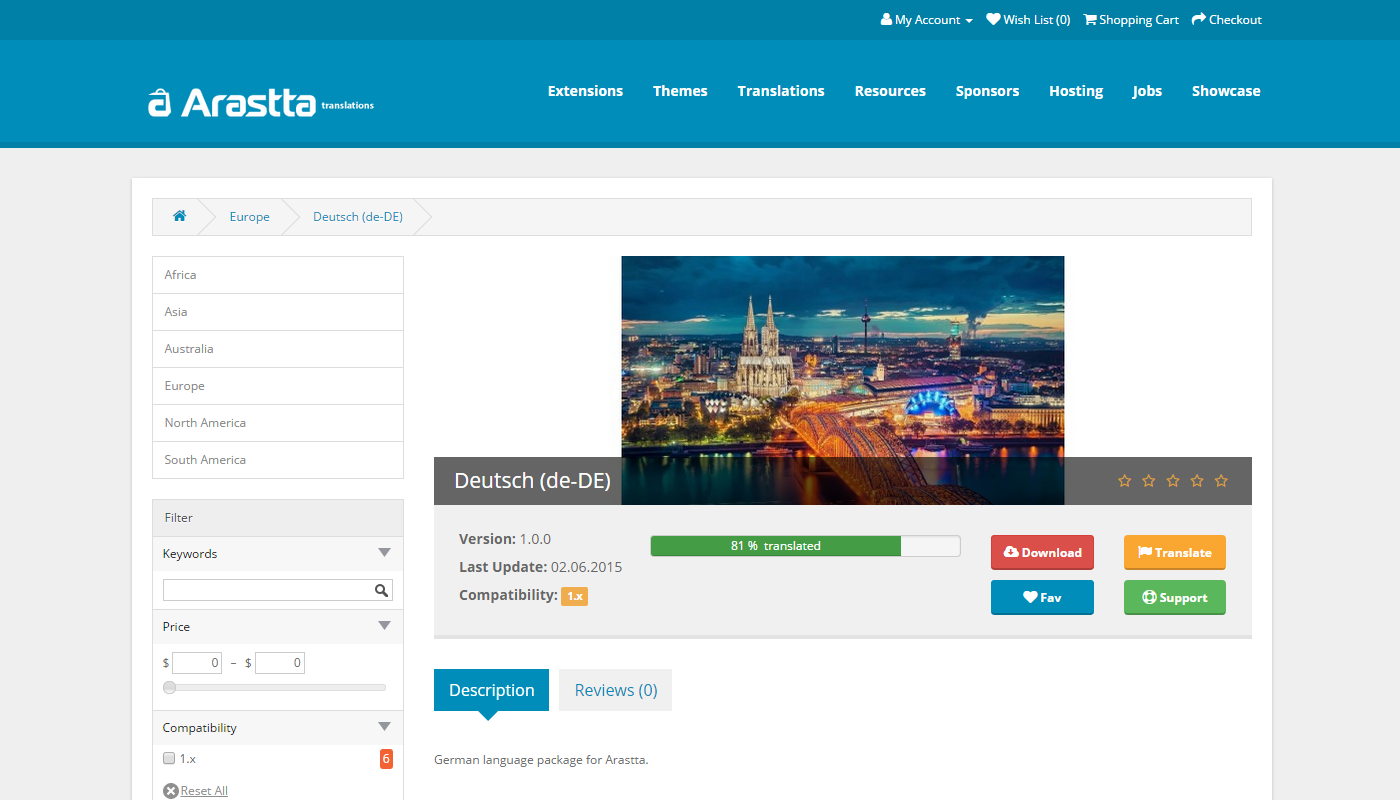 My Account Wish List (0) Shopping Cart Checkout
Arastta translations
Extensions Themes Translations Resources Sponsors Hosting Jobs Showcase
Europe Deutsch (de-DE)
Africa
Asia
Australia
Europe
North America
South America
Filter
Keywords
Price
$ 0 – $ 0
Compatibility
1.x 6
Reset All
Deutsch (de-DE)
Version: 1.0.0
Last Update: 02.06.2015
Compatibility: 1.x
81 % translated
Download Translate
Fav Support
Description Reviews (0)
German language package for Arastta.